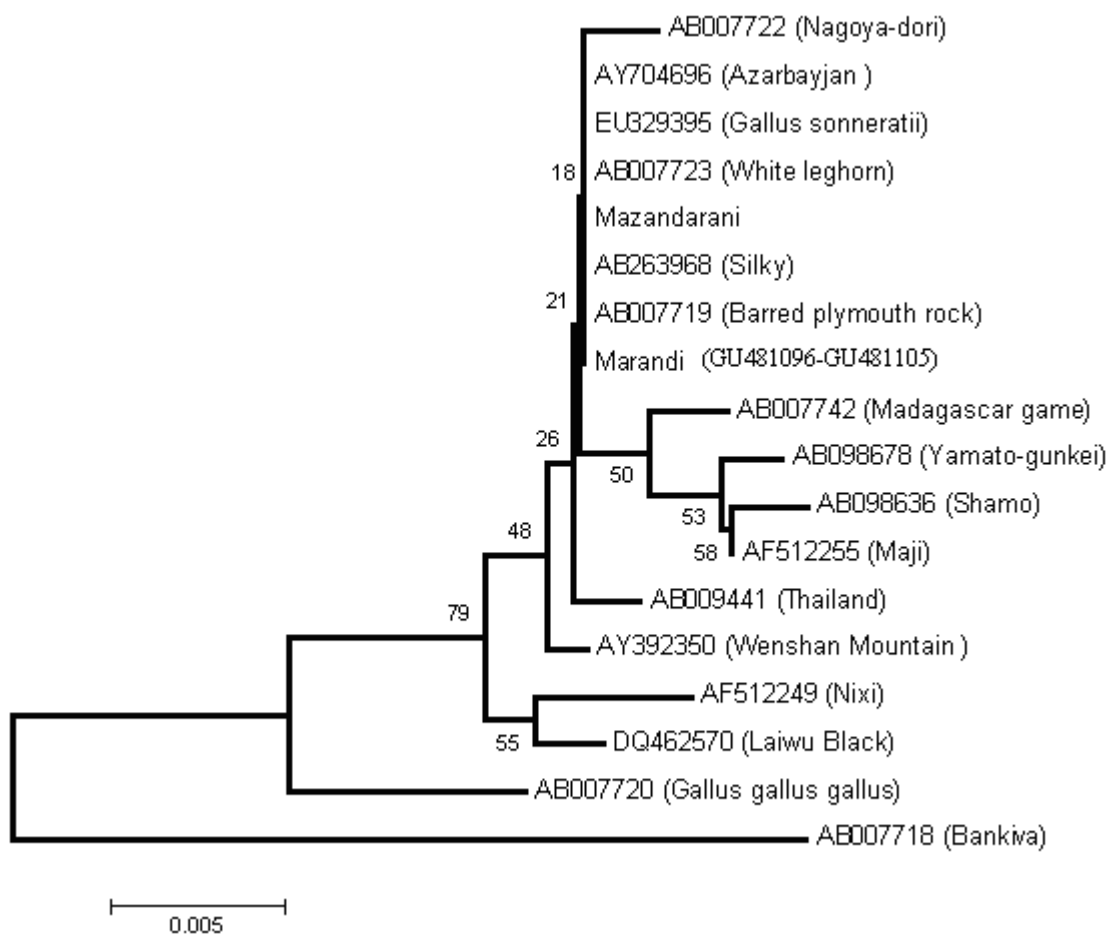 AB007722 (Nagoya-dori)
AY704696 (Azarbayjan )
EU329395 (Gallus sonneratii)
18
AB007723 (White leghorn)
Mazandarani
AB263968 (Silky)
21
AB007719 (Barred plymouth rock)
Marandi (GU481096-GU481105)
AB007742 (Madagascar game)
26
AB098678 (Yamato-gunkei)
50
AB098636 (Shamo)
53
48
58
AF512255 (Maji)
AB009441 (Thailand)
79
AY392350 (Wenshan Mountain )
AF512249 (Nixi)
55
DQ462570 (Laiwu Black)
AB007720 (Gallus gallus gallus)
AB007718 (Bankiva)
0.005